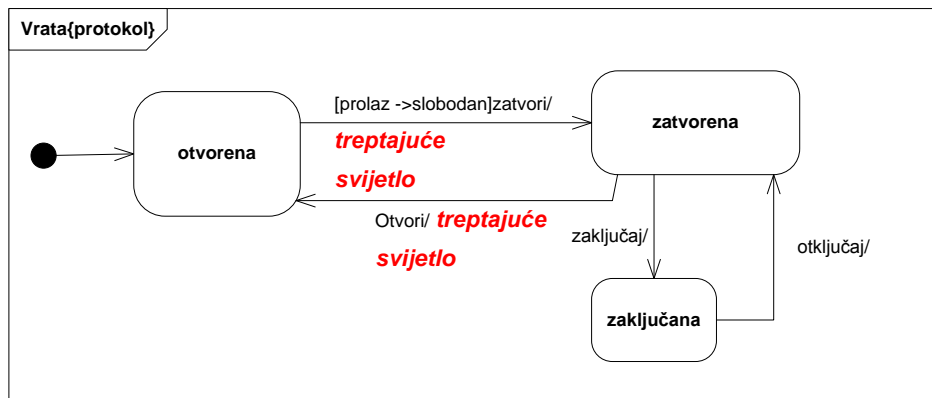 Vrata{protokol}
[prolaz ->slobodan]zatvori/
treptajuće
svijetlo
otvorena
zatvorena
Otvori/ treptajuće
svijetlo
zaključaj/
otključaj/
zaključana